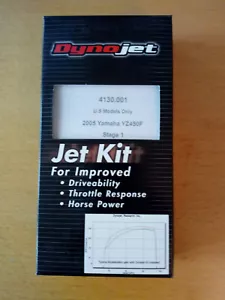 Dynojet
4130.001
U.S Models Only
2005 Yamaha YZ450F
Stage 1
Jet Kit
For Improved
• Driveability
• Throttle Response
• Horse Power